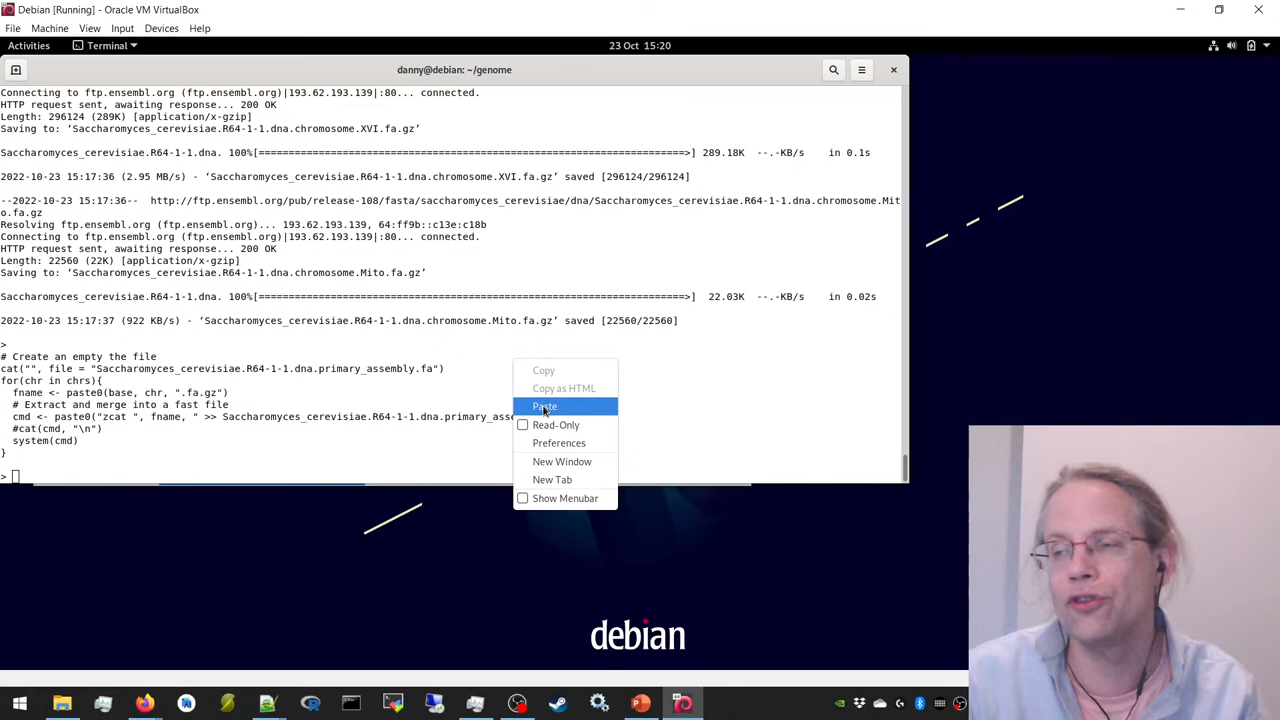 Debian [Running] - Oracle VM VirtualBox
File Machine View Input Devices Help
Activities Terminal 23 Oct 15:20
danny@debian: ~/genome
Connecting to ftp.ensembl.org (ftp.ensembl.org)|193.62.193.139|:80... connected.
HTTP request sent, awaiting response... 200 OK
Length: 296124 (289K) [application/x-gzip]
Saving to: ‘Saccharomyces_cerevisiae.R64-1-1.dna.chromosome.XVI.fa.gz’
Saccharomyces_cerevisiae.R64-1-1.dna. 100%[=======================================================================>] 289.18K --.-KB/s in 0.1s
2022-10-23 15:17:36 (2.95 MB/s) - ‘Saccharomyces_cerevisiae.R64-1-1.dna.chromosome.XVI.fa.gz’ saved [296124/296124]
--2022-10-23 15:17:36-- http://ftp.ensembl.org/pub/release-108/fasta/saccharomyces_cerevisiae/dna/Saccharomyces_cerevisiae.R64-1-1.dna.chromosome.Mit
o.fa.gz
Resolving ftp.ensembl.org (ftp.ensembl.org)... 193.62.193.139, 64:ff9b::c13e:c18b
Connecting to ftp.ensembl.org (ftp.ensembl.org)|193.62.193.139|:80... connected.
HTTP request sent, awaiting response... 200 OK
Length: 22560 (22K) [application/x-gzip]
Saving to: ‘Saccharomyces_cerevisiae.R64-1-1.dna.chromosome.Mito.fa.gz’
Saccharomyces_cerevisiae.R64-1-1.dna. 100%[=======================================================================>] 22.03K --.-KB/s in 0.02s
2022-10-23 15:17:37 (922 KB/s) - ‘Saccharomyces_cerevisiae.R64-1-1.dna.chromosome.Mito.fa.gz’ saved [22560/22560]
>
# Create an empty the file
cat("", file = "Saccharomyces_cerevisiae.R64-1-1.dna.primary_assembly.fa")
for(chr in chrs){
fname <- paste0(base, chr, ".fa.gz")
# Extract and merge into a fast file
cmd <- paste0("zcat ", fname, " >> Saccharomyces_cerevisiae.R64-1-1.dna.primary_asse
#cat(cmd, "\n")
system(cmd)
}
>
Copy
Copy as HTML
Paste
Read-Only
Preferences
New Window
New Tab
Show Menubar
debian